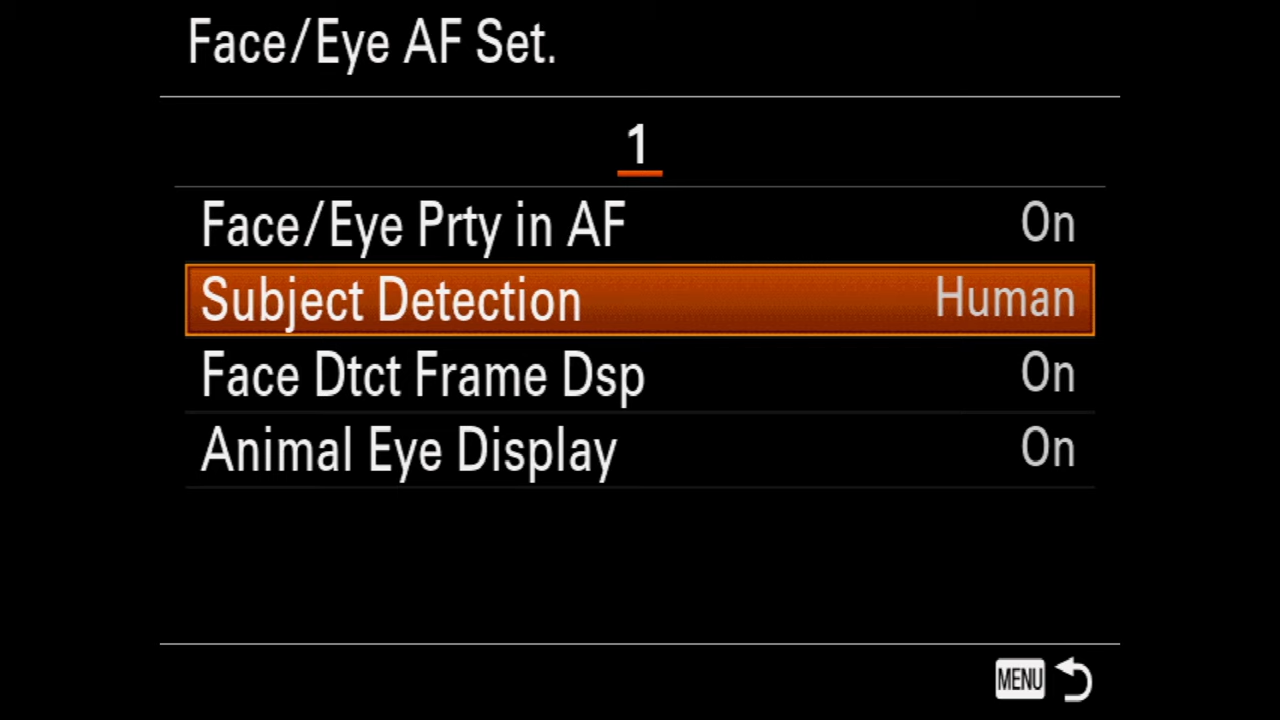 Face/Eye AF Set.
1
Face/Eye Prty in AF On
Subject Detection Human
Face Dtct Frame Dsp On
Animal Eye Display On
MENU